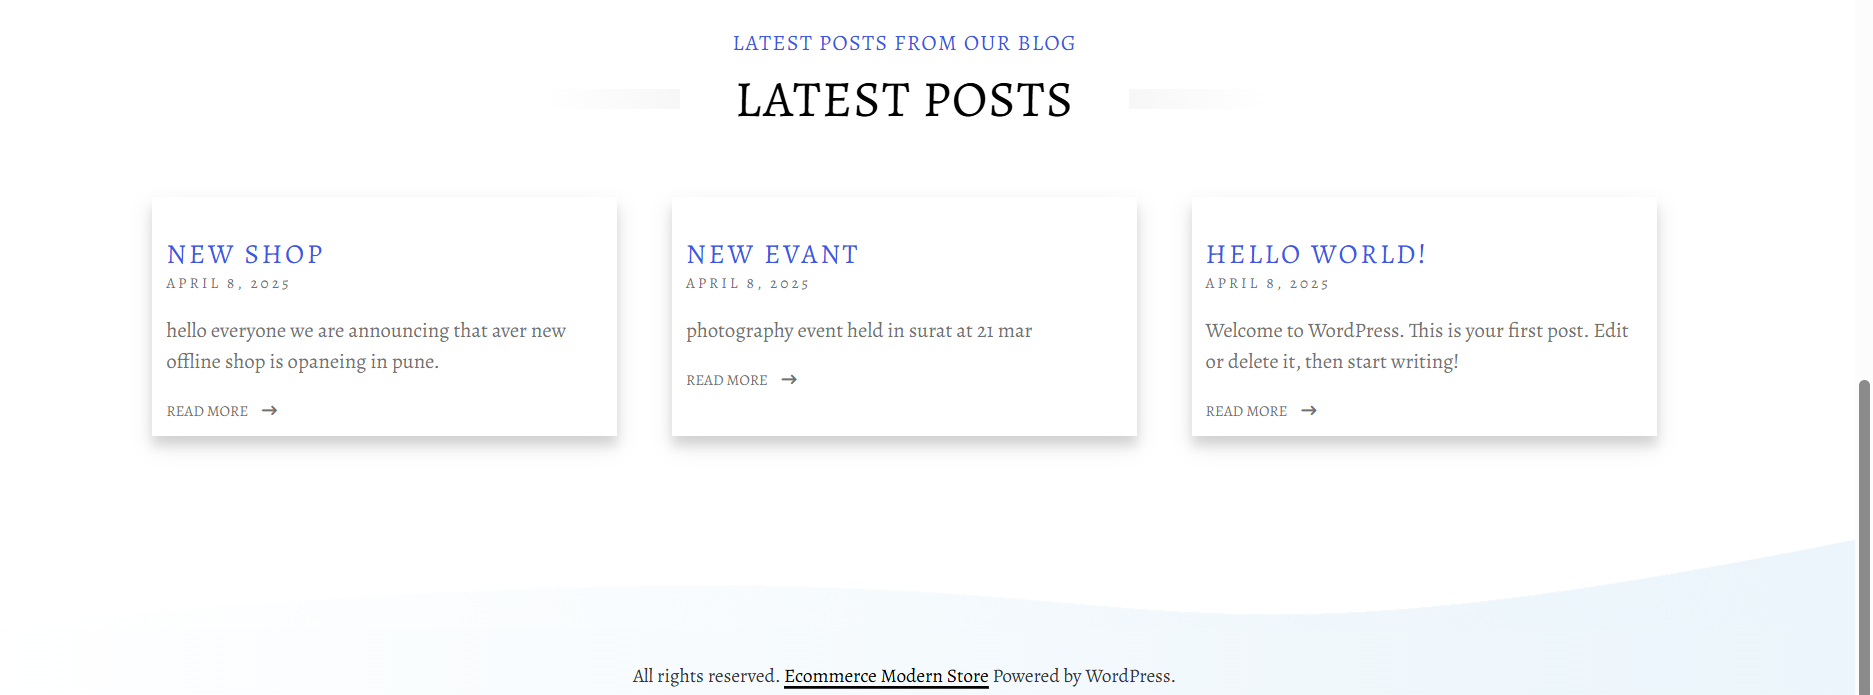 LATEST POSTS FROM OUR BLOG
LATEST POSTS
NEW SHOP
APRIL 8, 2025
hello everyone we are announcing that aver new
offline shop is opaneing in pune.
READ MORE →
NEW EVANT
APRIL 8, 2025
photography event held in surat at 21 mar
READ MORE →
HELLO WORLD!
APRIL 8, 2025
Welcome to WordPress. This is your first post. Edit
or delete it, then start writing!
READ MORE →
All rights reserved. Ecommerce Modern Store Powered by WordPress.